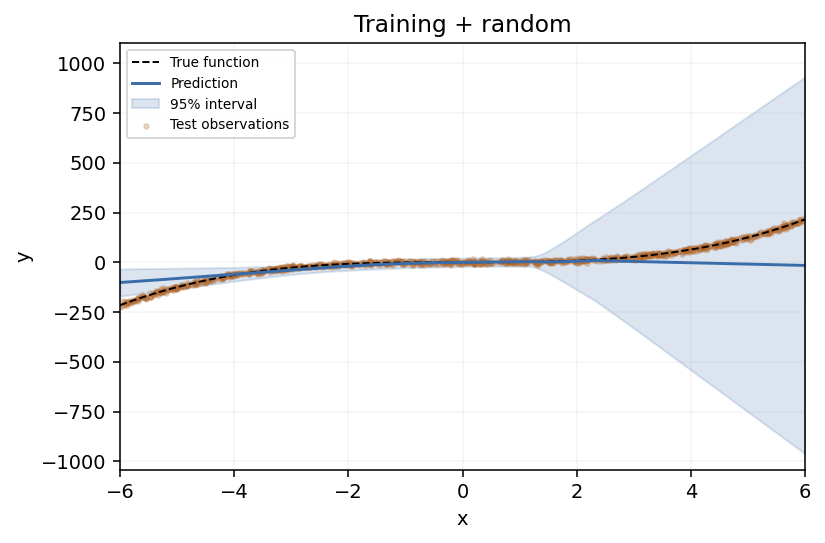 Training + random
True function
Prediction
95% interval
Test observations
1000
750
500
250
0
−250
−500
−750
−1000
y
−6
−4
−2
0
2
4
6
x